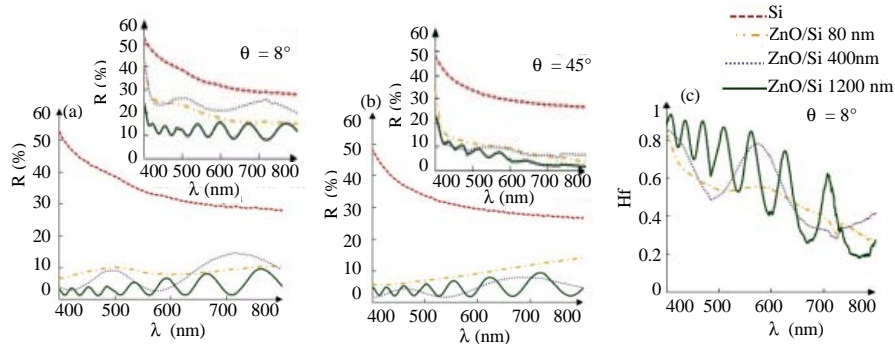 Si
ZnO/Si 80 nm
ZnO/Si 400nm
ZnO/Si 1200 nm
(a)
R (%)
60
50
40
30
20
10
0
400 500 600 700 800
λ (nm)
θ = 8°
R (%)
60
50
40
30
20
10
0
400 500 600 700 800
λ (nm)
(b)
R (%)
60
50
40
30
20
10
0
400 500 600 700 800
λ (nm)
θ = 45°
R (%)
60
50
40
30
20
10
0
400 500 600 700 800
λ (nm)
(c)
θ = 8°
Hf
1
0.8
0.6
0.4
0.2
0
400 500 600 700 800
λ (nm)